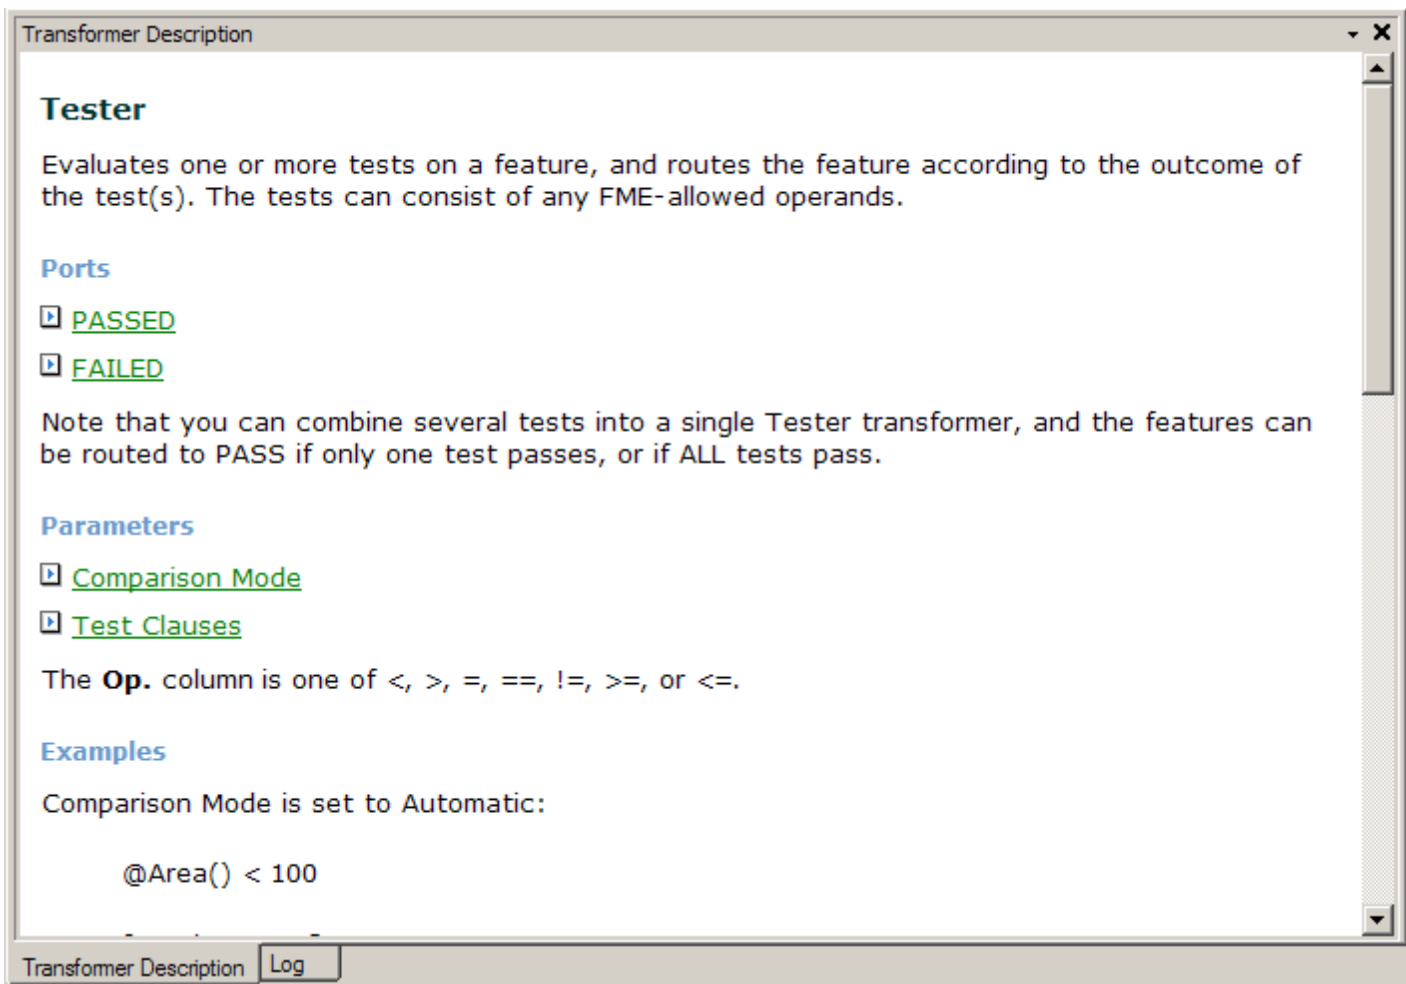 Transformer Description
Tester
Evaluates one or more tests on a feature, and routes the feature according to the outcome of
the test(s). The tests can consist of any FME-allowed operands.
Ports
PASSED
FAILED
Note that you can combine several tests into a single Tester transformer, and the features can
be routed to PASS if only one test passes, or if ALL tests pass.
Parameters
Comparison Mode
Test Clauses
The Op. column is one of <, >, =, ==, !=, >=, or <=.
Examples
Comparison Mode is set to Automatic:
@Area() < 100
Transformer Description
Log